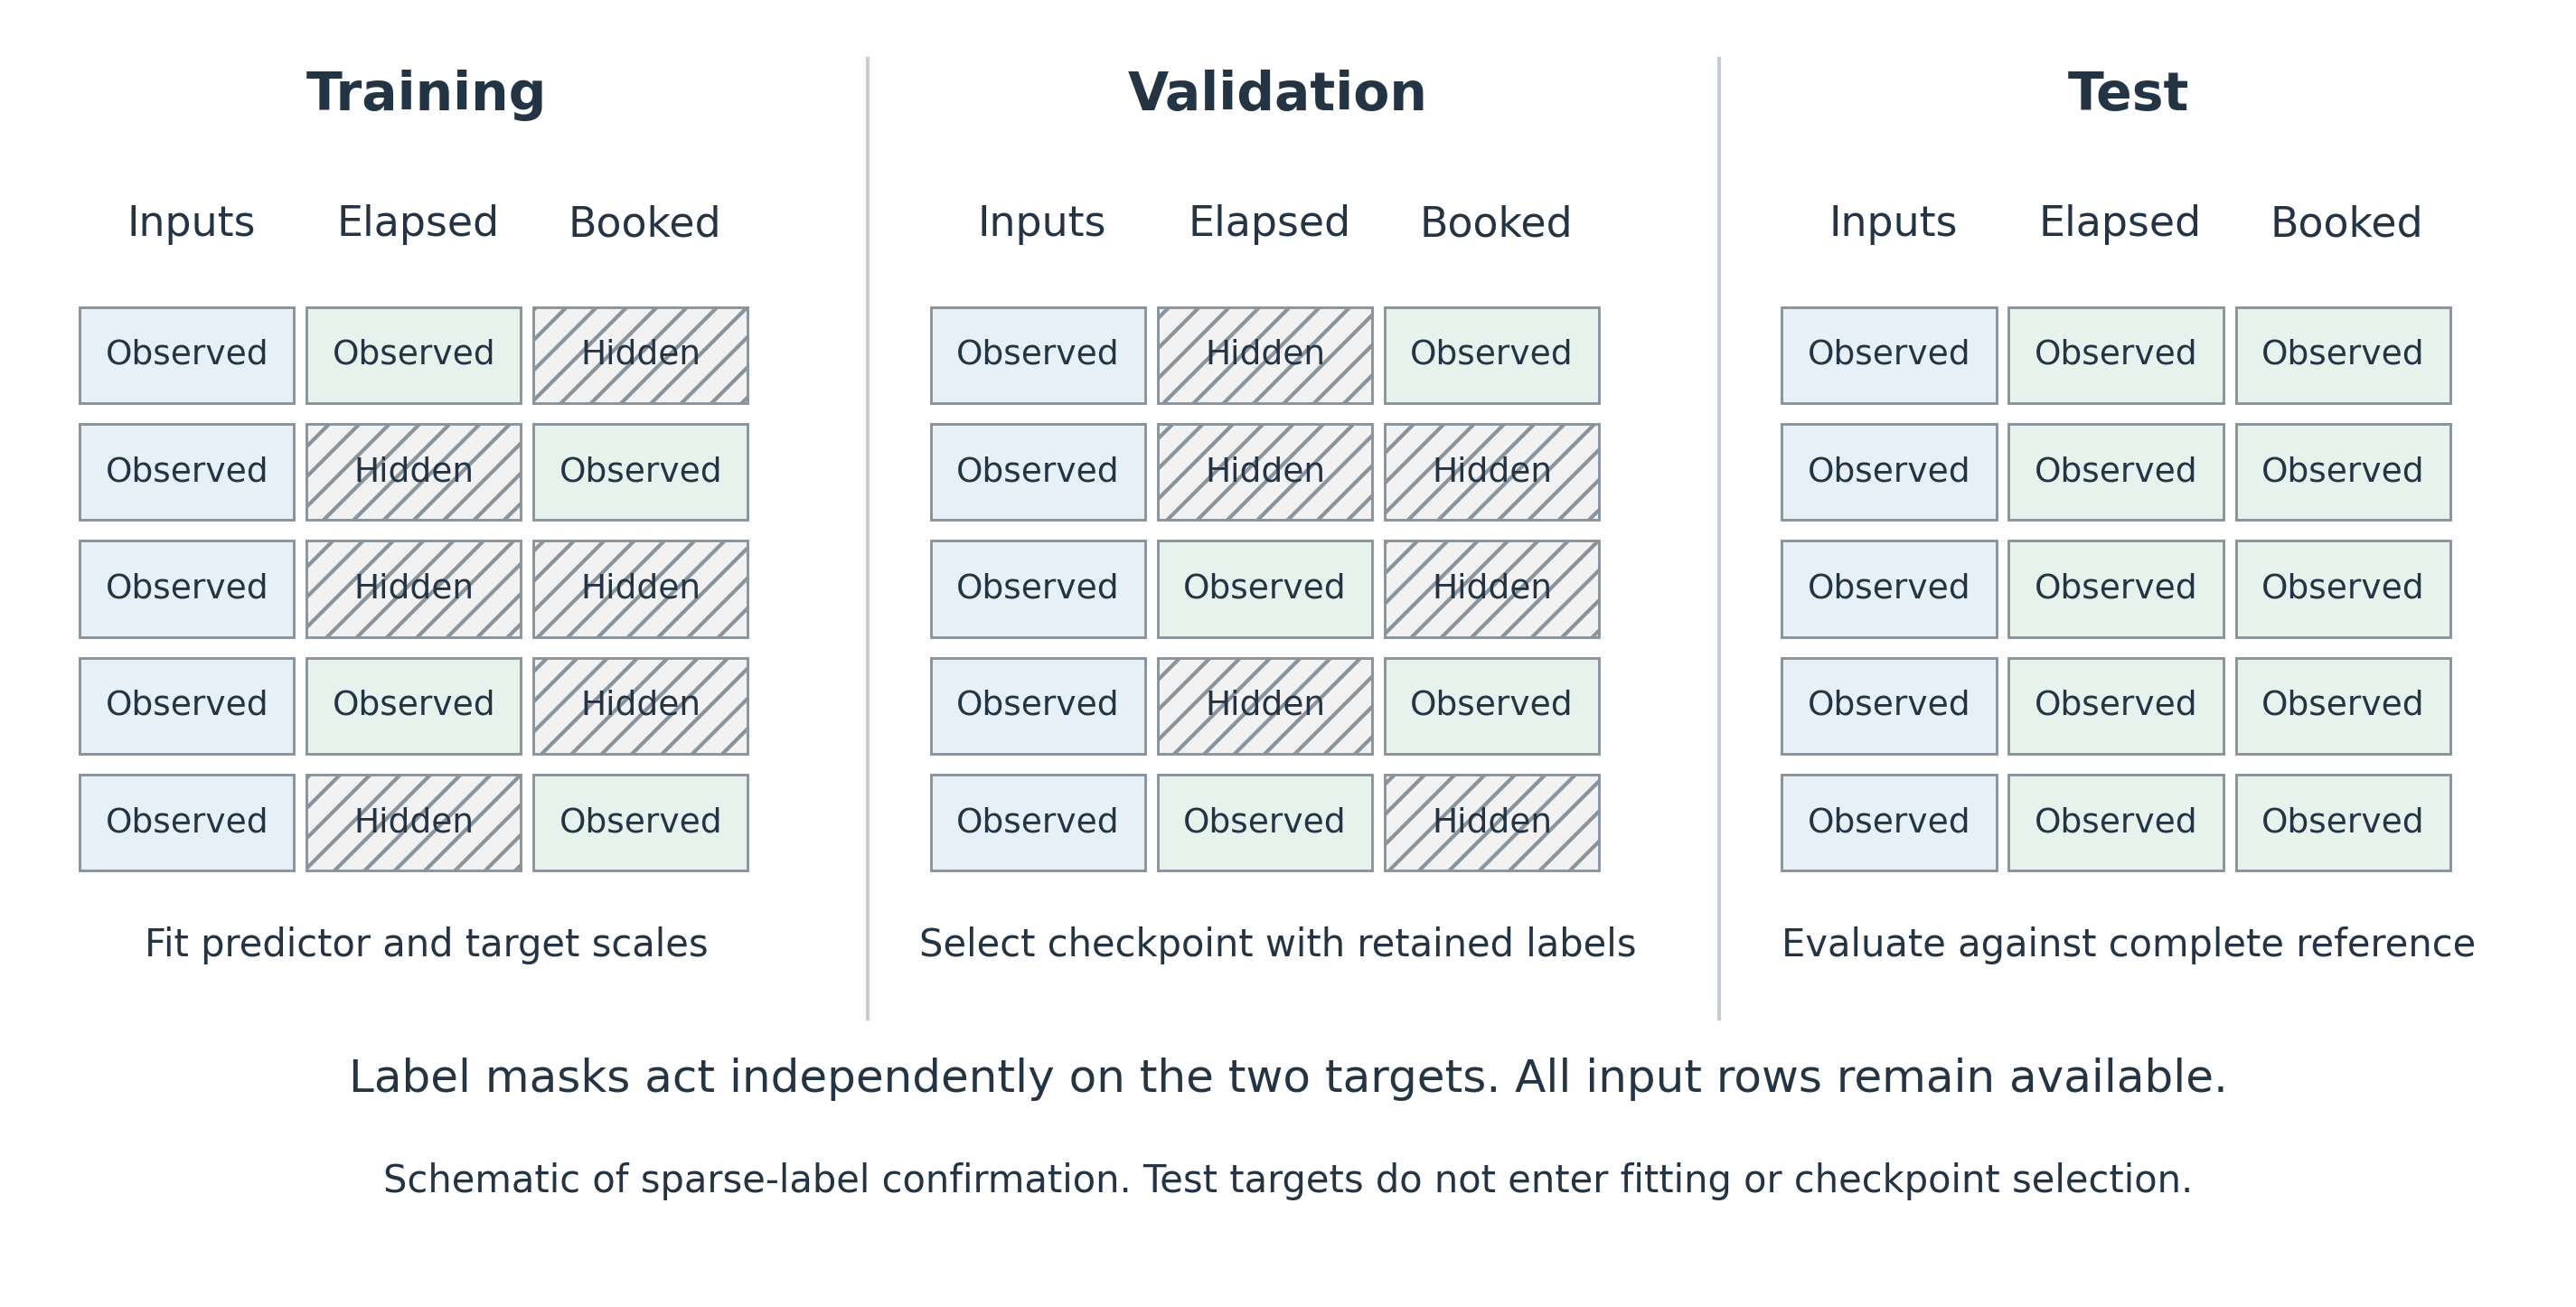 Training Validation Test
Inputs Elapsed Booked Inputs Elapsed Booked Inputs Elapsed Booked
Observed Observed Hidden Observed Hidden Observed Observed Observed Observed
Observed Hidden Observed Observed Hidden Hidden Observed Observed Observed
Observed Hidden Hidden Observed Observed Hidden Observed Observed Observed
Observed Observed Hidden Observed Hidden Observed Observed Observed Observed
Observed Hidden Observed Observed Observed Hidden Observed Observed Observed
Fit predictor and target scales Select checkpoint with retained labels Evaluate against complete reference
Label masks act independently on the two targets. All input rows remain available.
Schematic of sparse-label confirmation. Test targets do not enter fitting or checkpoint selection.